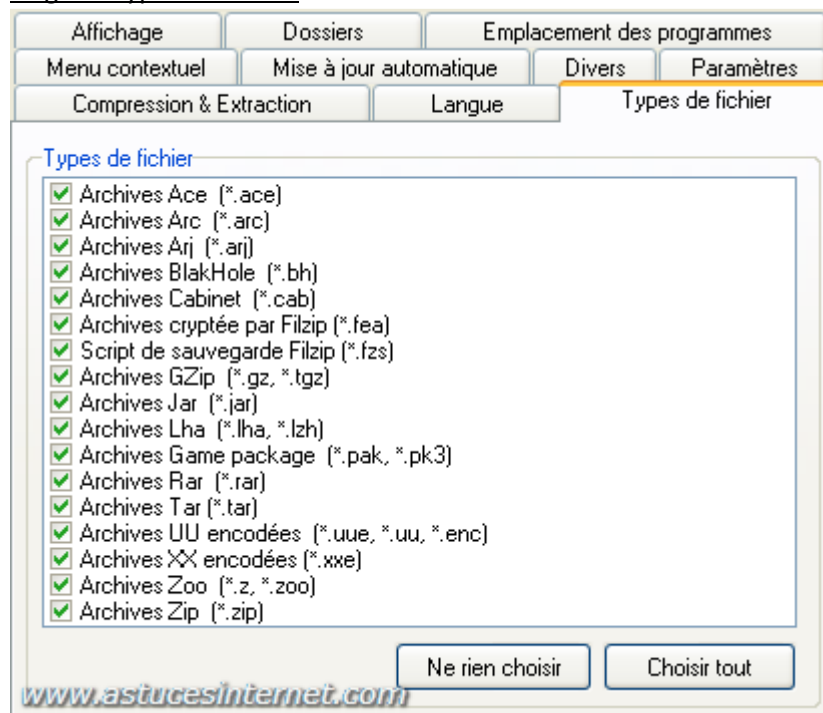 Affichage
Dossiers
Emplacement des programmes
Menu contextuel
Mise à jour automatique
Divers
Paramètres
Compression & Extraction
Langue
Types de fichier
Types de fichier
Archives Ace (*.ace)
Archives Arc (*.arc)
Archives Arj (*.arj)
Archives BlakHole (*.bh)
Archives Cabinet (*.cab)
Archives cryptée par Filzip (*.fea)
Script de sauvegarde Filzip (*.fzs)
Archives GZip (*.gz, *.tgz)
Archives Jar (*.jar)
Archives Lha (*.lha, *.lzh)
Archives Game package (*.pak, *.pk3)
Archives Rar (*.rar)
Archives Tar (*.tar)
Archives UU encodées (*.uue, *.uu, *.enc)
Archives XX encodées (*.xxe)
Archives Zoo (*.z, *.zoo)
Archives Zip (*.zip)
Ne rien choisir
Choisir tout
www.astucesinternet.com